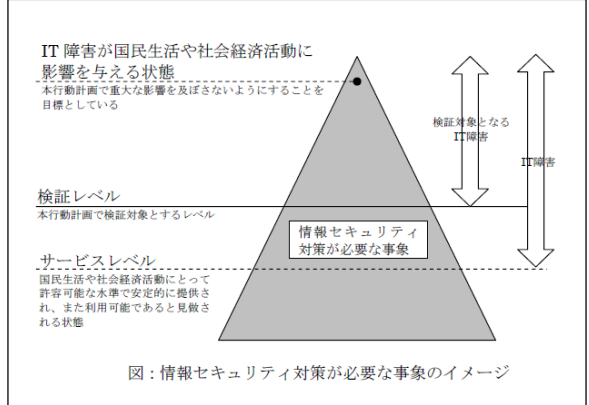 IT 障害が国民生活や社会経済活動に
影響を与える状態
本行動計画で重大な影響を及ぼさないようにすることを
目標としている
検証対象となる
IT障害
IT障害
検証レベル
本行動計画で検証対象とするレベル
情報セキュリティ
対策が必要な事象
サービスレベル
国民生活や社会経済活動にとって
許容可能な水準で安定的に提供さ
れ、また利用可能であると見做さ
れる状態
図：情報セキュリティ対策が必要な事象のイメージ